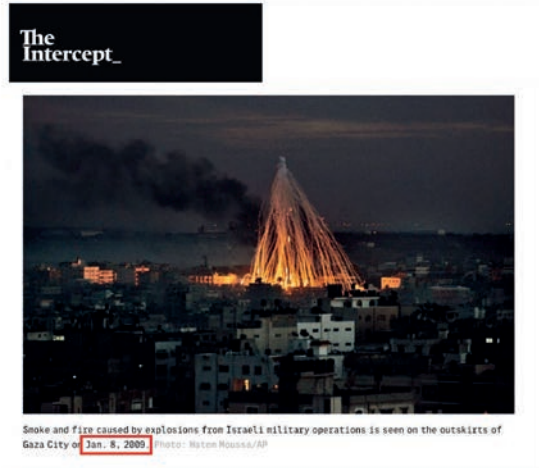 The
Intercept_
Smoke and fire caused by explosions from Israeli military operations is seen on the outskirts of
Gaza City on Jan. 8, 2009. Photo: Hatem Moussa/AP